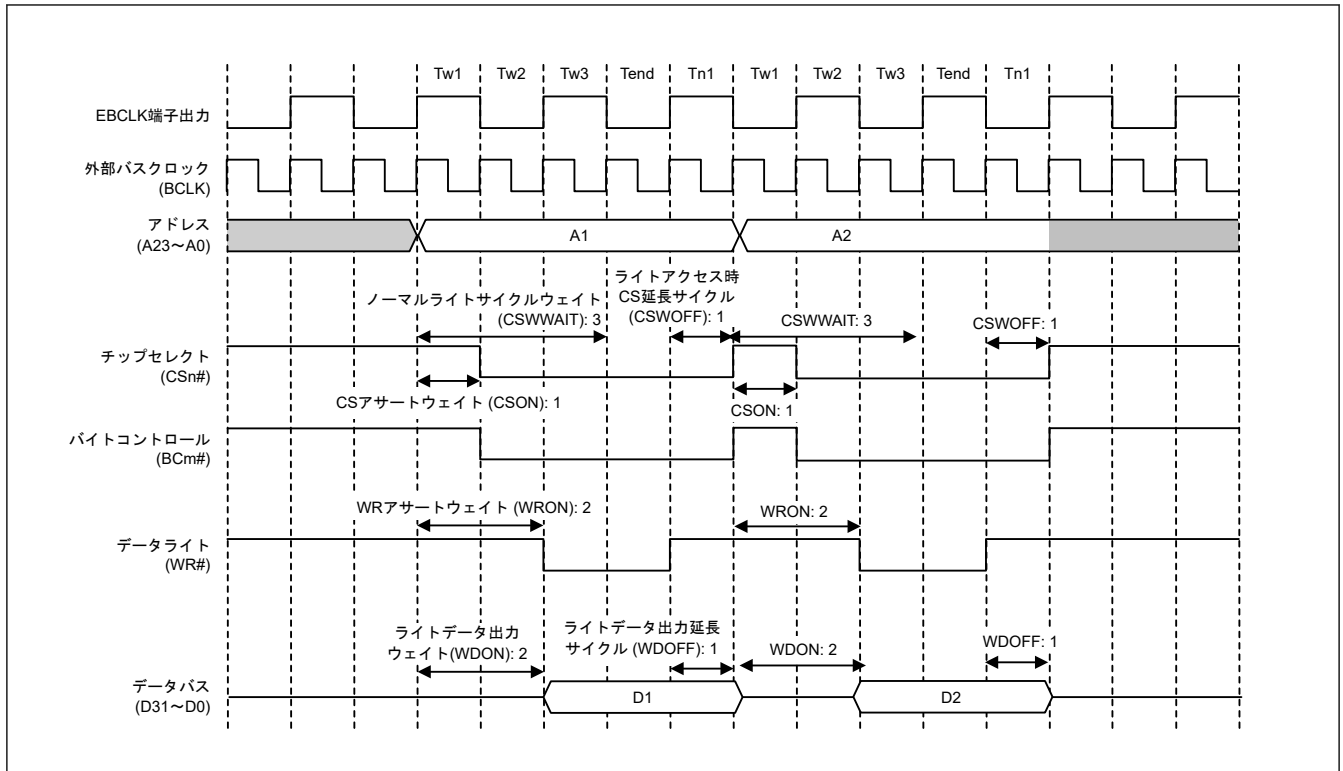 Tw1 Tw2 Tw3 Tend Tn1 Tw1 Tw2 Tw3 Tend Tn1
EBCLK端子出力
外部バスクロック
(BCLK)
アドレス
(A23～A0)
A1 A2
ノーマルライトサイクルウェイト
(CSWWAIT): 3
ライトアクセス時
CS延長サイクル
(CSWOFF): 1
CSWWAIT: 3
CSWOFF: 1
チップセレクト
(CSn#)
CSアサートウェイト (CSON): 1
CSON: 1
バイトコントロール
(BCm#)
WRアサートウェイト (WRON): 2
WRON: 2
データライト
(WR#)
ライトデータ出力
ウェイト(WDON): 2
ライトデータ出力延長
サイクル (WDOFF): 1
WDON: 2
WDOFF: 1
データバス
(D31～D0)
D1 D2